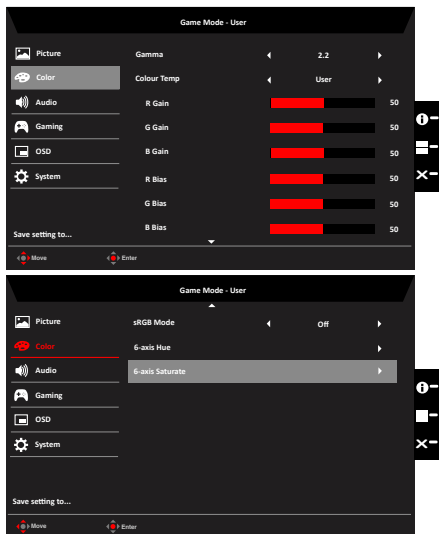 Game Mode - User
Picture
Gamma 2.2
Color
Colour Temp User
Audio
R Gain 50
Gaming
G Gain 50
OSD
B Gain 50
System
R Bias 50
G Bias 50
B Bias 50
Save setting to...
Move Enter
Game Mode - User
Picture
sRGB Mode Off
Color
6-axis Hue
Audio
6-axis Saturate
Gaming
OSD
System
Save setting to...
Move Enter